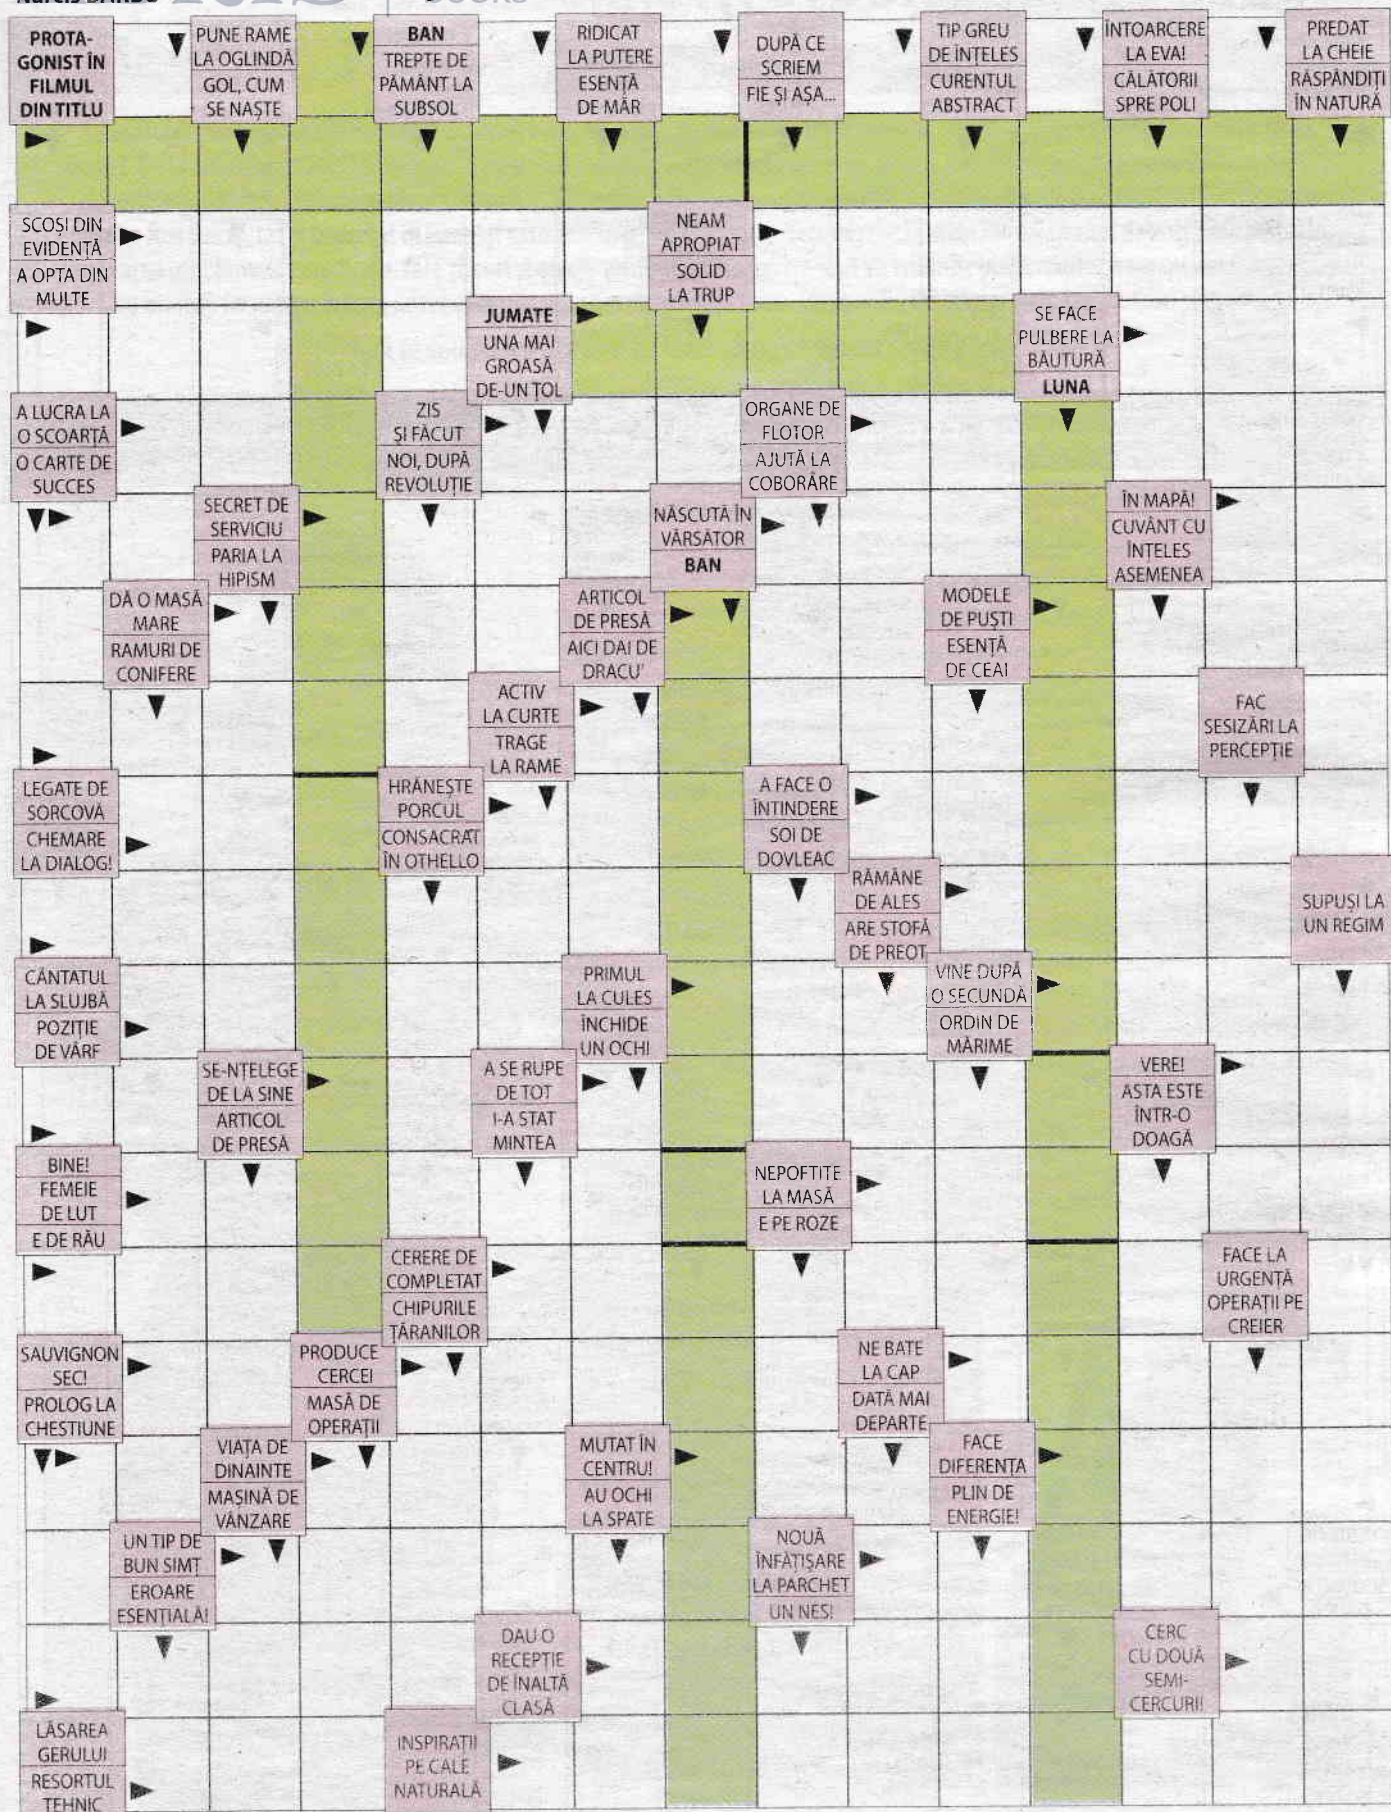 PROTA-
GONIST ÎN
FILMUL
DIN TITLU
PUNE RAME
LA OGLINDĂ
GOL, CUM
SE NAȘTE
BAN
TREPTE DE
PĂMÂNT LA
SUBSOL
RIDICAT
LA PUTERE
ESENȚĂ
DE MĂR
DUPĂ CE
SCRIEM
FIE ȘI AȘA...
TIP GREU
DE ÎNȚELES
CURENTUL
ABSTRACT
ÎNTOARCERE
LA EVA!
CĂLĂTORII
SPRE POLI
PREDAT
LA CHEIE
RĂSPÂNDIȚI
ÎN NATURĂ
SCOȘI DIN
EVIDENȚĂ
A OPTA DIN
MULTE
NEAM
APROPIAT
SOLID
LA TRUP
JUMATE
UNA MAI
GROASĂ
DE-UN ȚOL
SE FACE
PULBERE LA
BĂUTURĂ
LUNA
A LUCRA LA
O SCOARȚĂ
O CARTE DE
SUCCES
ZIS
ȘI FĂCUT
NOI, DUPĂ
REVOLUȚIE
ORGANE DE
FLOTOR
AJUTĂ LA
COBORÂRE
SECRET DE
SERVICIU
PARIA LA
HIPISM
NĂSCUTĂ ÎN
VĂRSĂTOR
BAN
ÎN MAPĂ!
CUVÂNT CU
ÎNȚELES
ASEMENEA
DĂ O MASĂ
MARE
RAMURI DE
CONIFERE
ARTICOL
DE PRESĂ
AICI DAI DE
DRACU'
MODELE
DE PUȘTI
ESENȚĂ
DE CEAI
ACTIV
LA CURTE
TRAGE
LA RAME
FAC
SESIZĂRI LA
PERCEPȚIE
LEGATE DE
SORCOVĂ
CHEMARE
LA DIALOG!
HRĂNEȘTE
PORCUL
CONSACRAT
ÎN OTHELLO
A FACE O
ÎNTINDERE
SOI DE
DOVLEAC
RĂMÂNE
DE ALES
ARE STOFĂ
DE PREOT
SUPUȘI LA
UN REGIM
CÂNTATUL
LA SLUJBĂ
POZIȚIE
DE VÂRF
PRIMUL
LA CULES
ÎNCHIDE
UN OCHI
VINE DUPĂ
O SECUNDĂ
ORDIN DE
MĂRIME
SE-NȚELEGE
DE LA SINE
ARTICOL
DE PRESĂ
A SE RUPE
DE TOT
I-A STAT
MINTEA
VERE!
ASTA ESTE
ÎNTR-O
DOAGĂ
BINE!
FEMEIE
DE LUT
E DE RĂU
NEPOFTITE
LA MASĂ
E PE ROZE
CERERE DE
COMPLETAT
CHIPURILE
ȚĂRANILOR
FACE LA
URGENȚĂ
OPERAȚII PE
CREIER
SAUVIGNON
SEC!
PROLOG LA
CHESTIUNE
PRODUCE
CERCEI
MASĂ DE
OPERAȚII
NE BATE
LA CAP
DATĂ MAI
DEPARTE
VIAȚA DE
DINAINTE
MAȘINĂ DE
VÂNZARE
MUTAT ÎN
CENTRU!
AU OCHI
LA SPATE
FACE
DIFERENȚA
PLIN DE
ENERGIE!
UN TIP DE
BUN SIMȚ
EROARE
ESENȚIALĂ!
NOUĂ
ÎNFĂȚIȘARE
LA PARCHET
UN NES!
DAU O
RECEPȚIE
DE ÎNALTĂ
CLASĂ
CERC
CU DOUĂ
SEMI-
CERCURI!
LĂSAREA
GERULUI
RESORTUL
TEHNIC
INSPIRAȚII
PE CALE
NATURALĂ